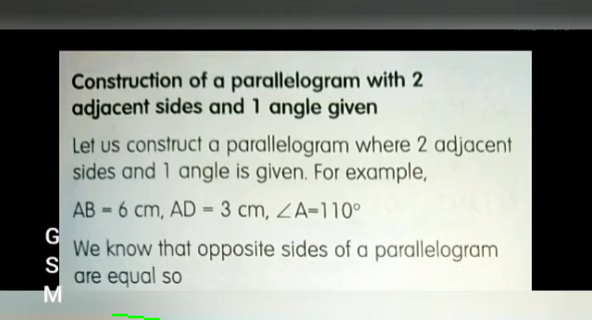 Construction of a parallelogram with 2
adjacent sides and 1 angle given
Let us construct a parallelogram where 2 adjacent
sides and 1 angle is given. For example,
AB = 6 cm, AD = 3 cm, ∠A=110°
We know that opposite sides of a parallelogram
are equal so
G
S
M